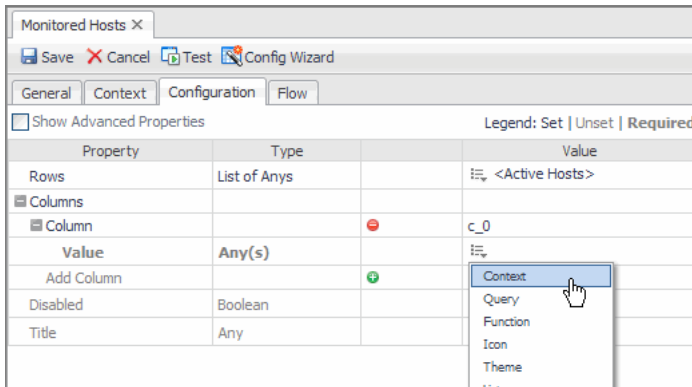 Monitored Hosts
Save Cancel Test Config Wizard
General Context Configuration Flow
Show Advanced Properties Legend: Set | Unset | Required
Property Type Value
Rows List of Anys <Active Hosts>
Columns
Column c_0
Value Any(s)
Context
Add Column
Query
Disabled Boolean
Function
Title Any
Icon
Theme